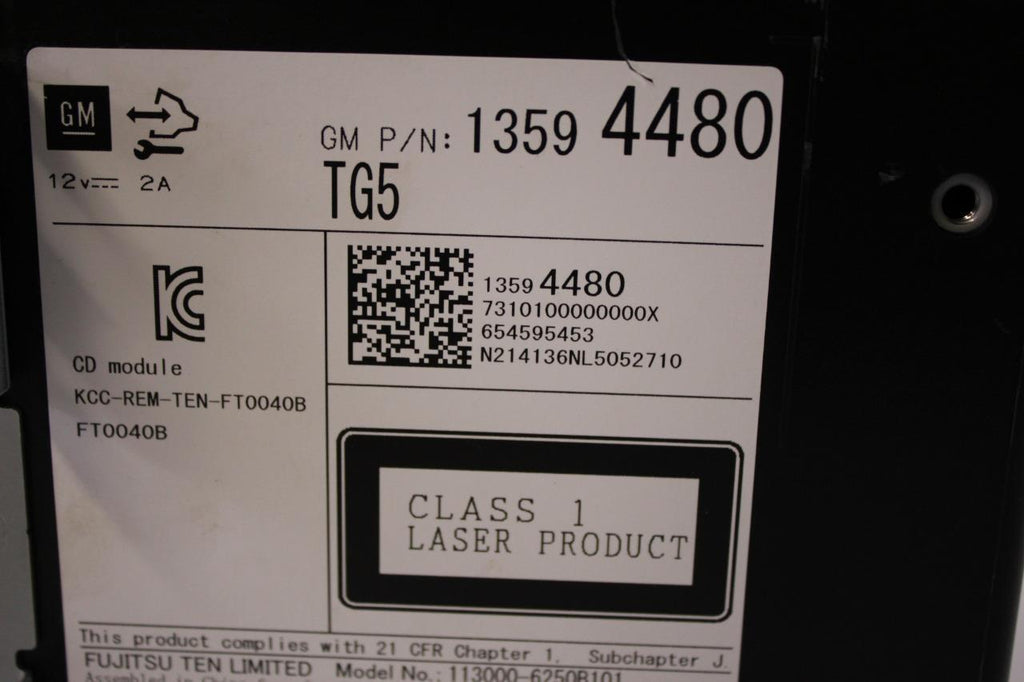 GM
12v⎓ 2A
GM P/N: 1359 4480
TG5
1359 4480
7310100000000X
654595453
N214136NL5052710
CD module
KCC-REM-TEN-FT0040B
FT0040B
CLASS 1
LASER PRODUCT
This product complies with 21 CFR Chapter 1, Subchapter J.
FUJITSU TEN LIMITED Model No.: 113000-6250B101
Assembled in